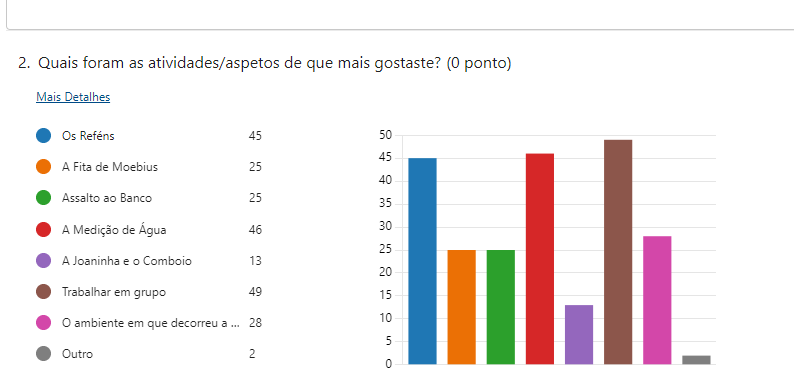 2. Quais foram as atividades/aspetos de que mais gostaste? (0 ponto)
Mais Detalhes
Os Reféns 45
A Fita de Moebius 25
Assalto ao Banco 25
A Medição de Água 46
A Joaninha e o Comboio 13
Trabalhar em grupo 49
O ambiente em que decorreu a ... 28
Outro 2
50
45
40
35
30
25
20
15
10
5
0